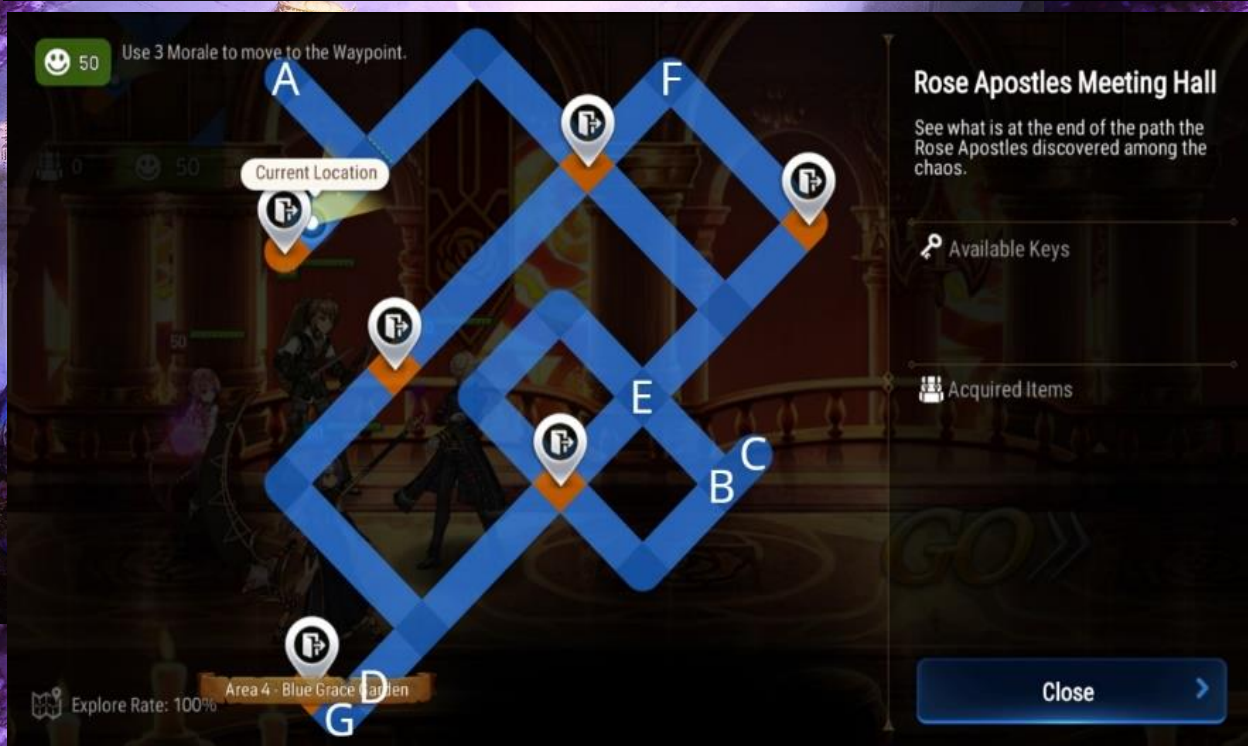 50
Use 3 Morale to move to the Waypoint.
A
F
Rose Apostles Meeting Hall
See what is at the end of the path the
Rose Apostles discovered among the
chaos.
0
50
Current Location
Available Keys
50
Acquired Items
E
C
B
GO
D
Area 4 - Blue Grace Garden
G
Explore Rate: 100%
Close